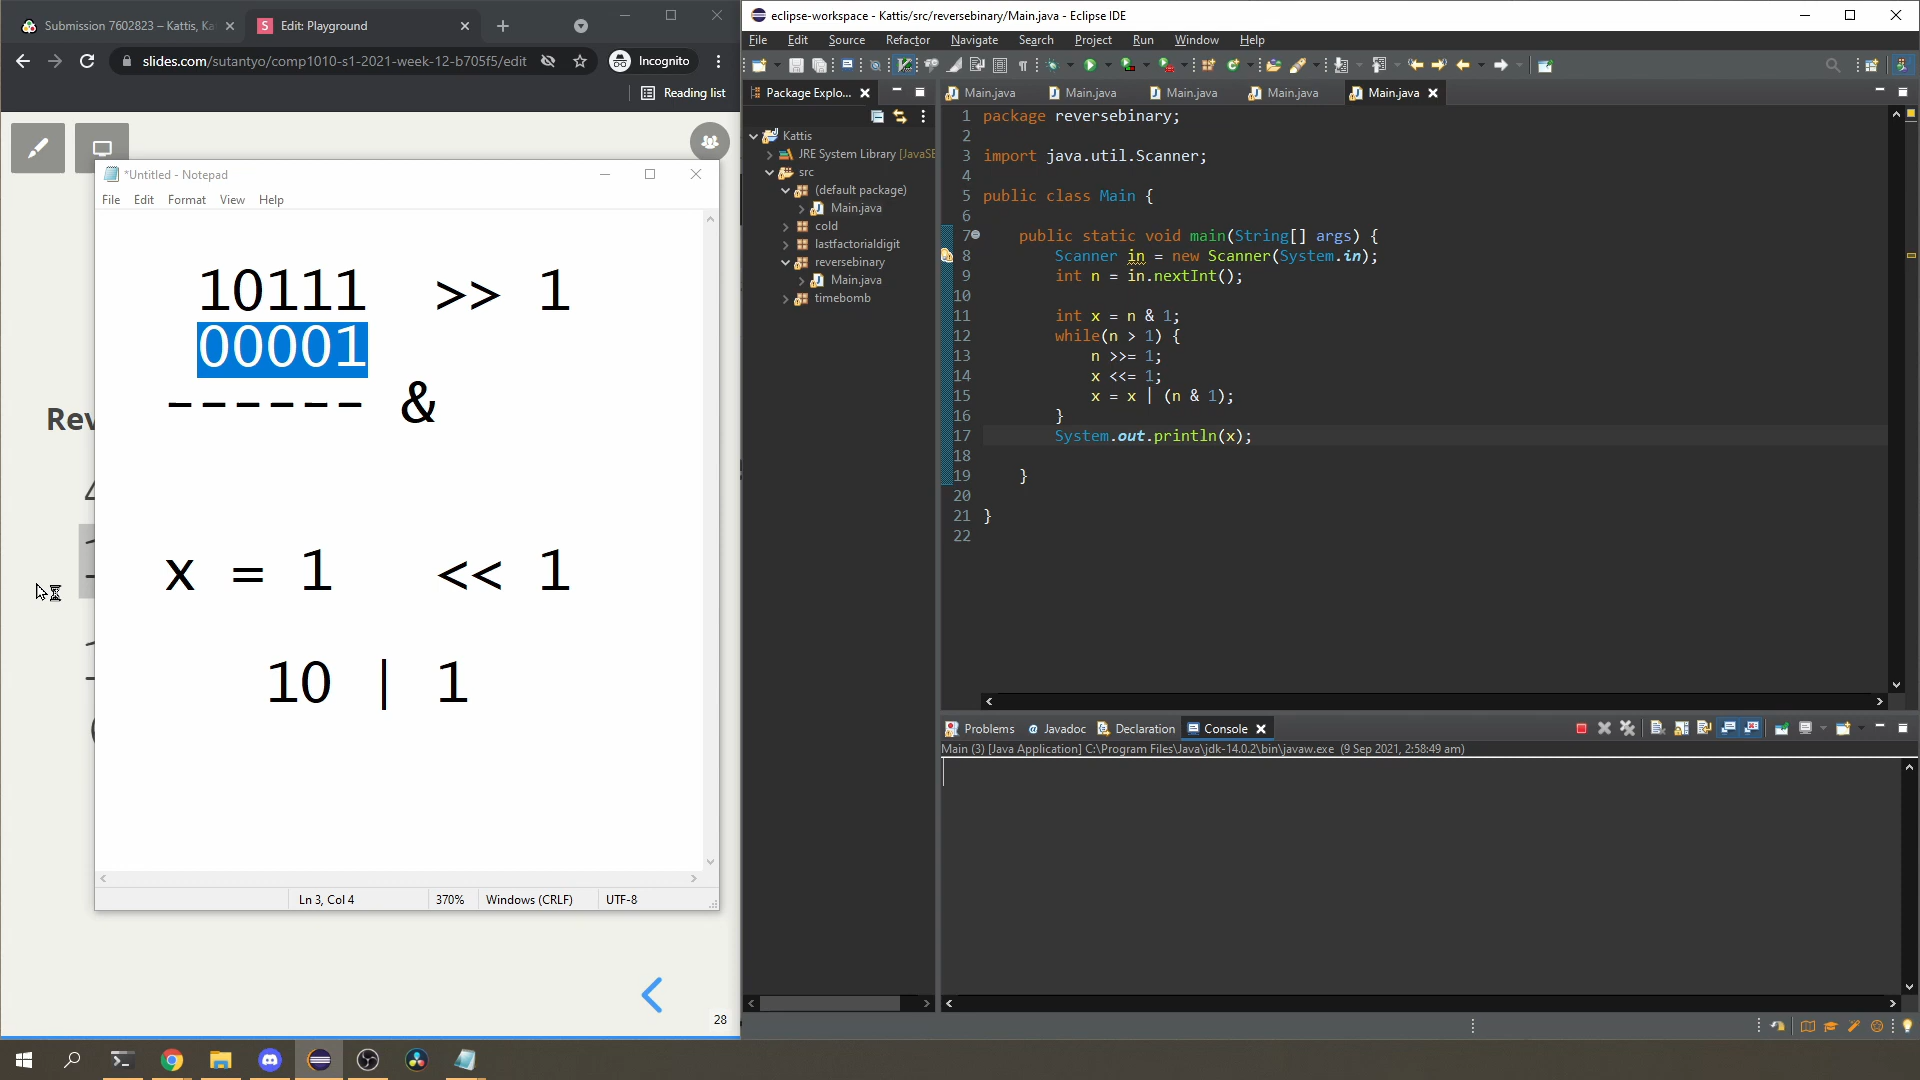 Submission 7602823 – Kattis, Ka
Edit: Playground
slides.com/sutantyo/comp1010-s1-2021-week-12-b705f5/edit
Incognito
Reading list
*Untitled - Notepad
File Edit Format View Help
10111 >> 1
00001
------ &
x = 1 << 1
10 | 1
Ln 3, Col 4
370%
Windows (CRLF)
UTF-8
Rev
28
eclipse-workspace - Kattis/src/reversebinary/Main.java - Eclipse IDE
File Edit Source Refactor Navigate Search Project Run Window Help
Package Explo...
Kattis
JRE System Library [JavaSE
src
(default package)
Main.java
cold
lastfactorialdigit
reversebinary
Main.java
timebomb
Main.java
Main.java
Main.java
Main.java
Main.java
1 package reversebinary;
2
3 import java.util.Scanner;
4
5 public class Main {
6
7 public static void main(String[] args) {
8 Scanner in = new Scanner(System.in);
9 int n = in.nextInt();
10
11 int x = n & 1;
12 while(n > 1) {
13 n >>= 1;
14 x <<= 1;
15 x = x | (n & 1);
16 }
17 System.out.println(x);
18
19 }
20
21 }
22
Problems
Javadoc
Declaration
Console
Main (3) [Java Application] C:\Program Files\Java\jdk-14.0.2\bin\javaw.exe (9 Sep 2021, 2:58:49 am)